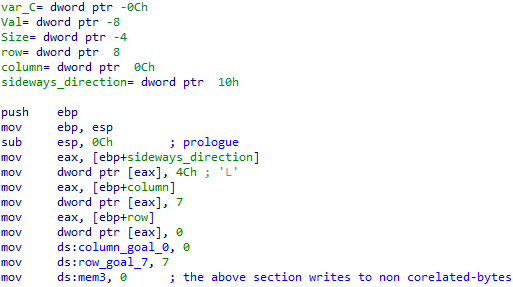 var_C= dword ptr -0Ch
Val= dword ptr -8
Size= dword ptr -4
row= dword ptr  8
column= dword ptr  0Ch
sideways_direction= dword ptr  10h
push    ebp
mov     ebp, esp
sub     esp, 0Ch        ; prologue
mov     eax, [ebp+sideways_direction]
mov     dword ptr [eax], 4Ch ; 'L'
mov     eax, [ebp+column]
mov     dword ptr [eax], 7
mov     eax, [ebp+row]
mov     dword ptr [eax], 0
mov     ds:column_goal_0, 0
mov     ds:row_goal_7, 7
mov     ds:mem3, 0      ; the above section writes to non corelated-bytes